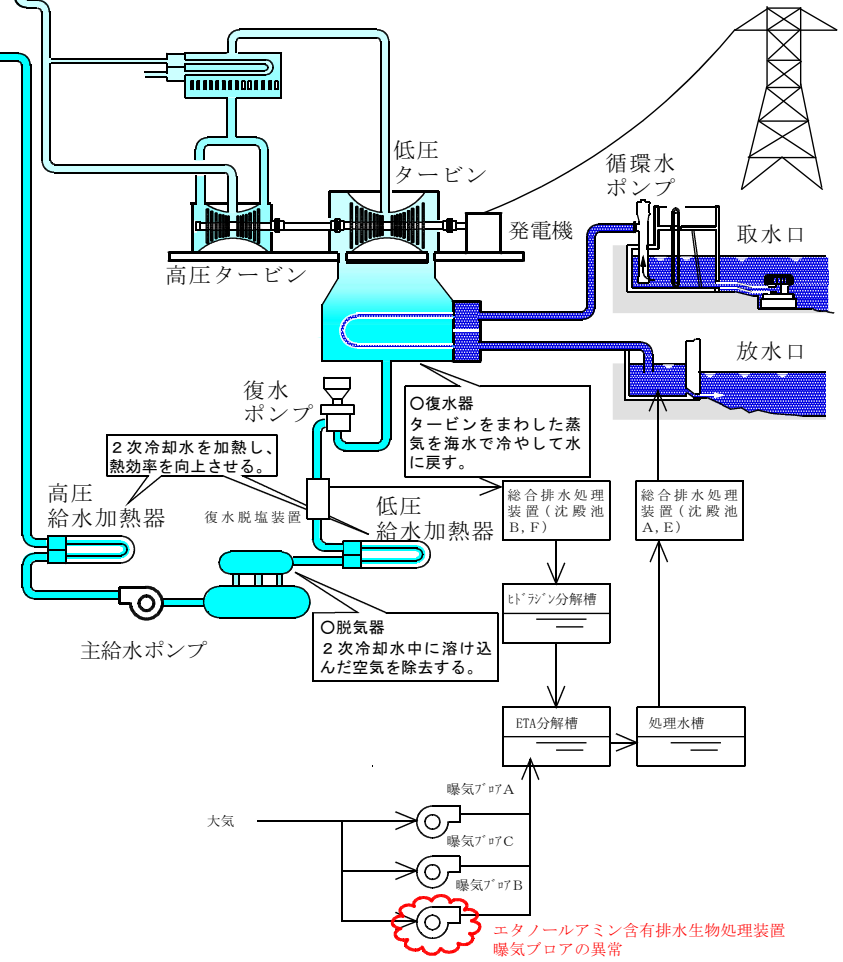 低圧
タービン
循環水
ポンプ
発電機
取水口
高圧タービン
放水口
復水
ポンプ
○復水器
タービンをまわした蒸
気を海水で冷やして水
に戻す。
２次冷却水を加熱し、
熱効率を向上させる。
高圧
給水加熱器
復水脱塩装置
低圧
給水加熱器
総合排水処理
装置(沈殿池
B,F)
総合排水処理
装置(沈殿池
A,E)
ﾋﾄﾞﾗｼﾞﾝ分解槽
○脱気器
２次冷却水中に溶け込
んだ空気を除去する。
主給水ポンプ
ETA分解槽
処理水槽
曝気ﾌﾞﾛｱA
大気
曝気ﾌﾞﾛｱC
曝気ﾌﾞﾛｱB
エタノールアミン含有排水生物処理装置
曝気ブロアの異常